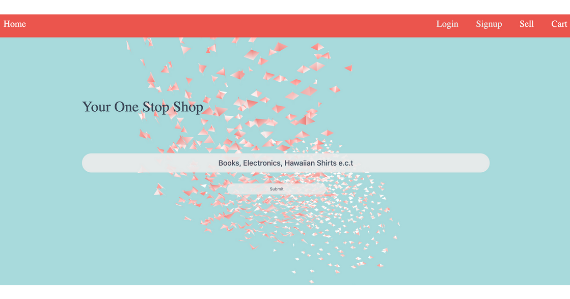 Home Login Signup Sell Cart
Your One Stop Shop
Books, Electronics, Hawaiian Shirts e.c.t
Submit